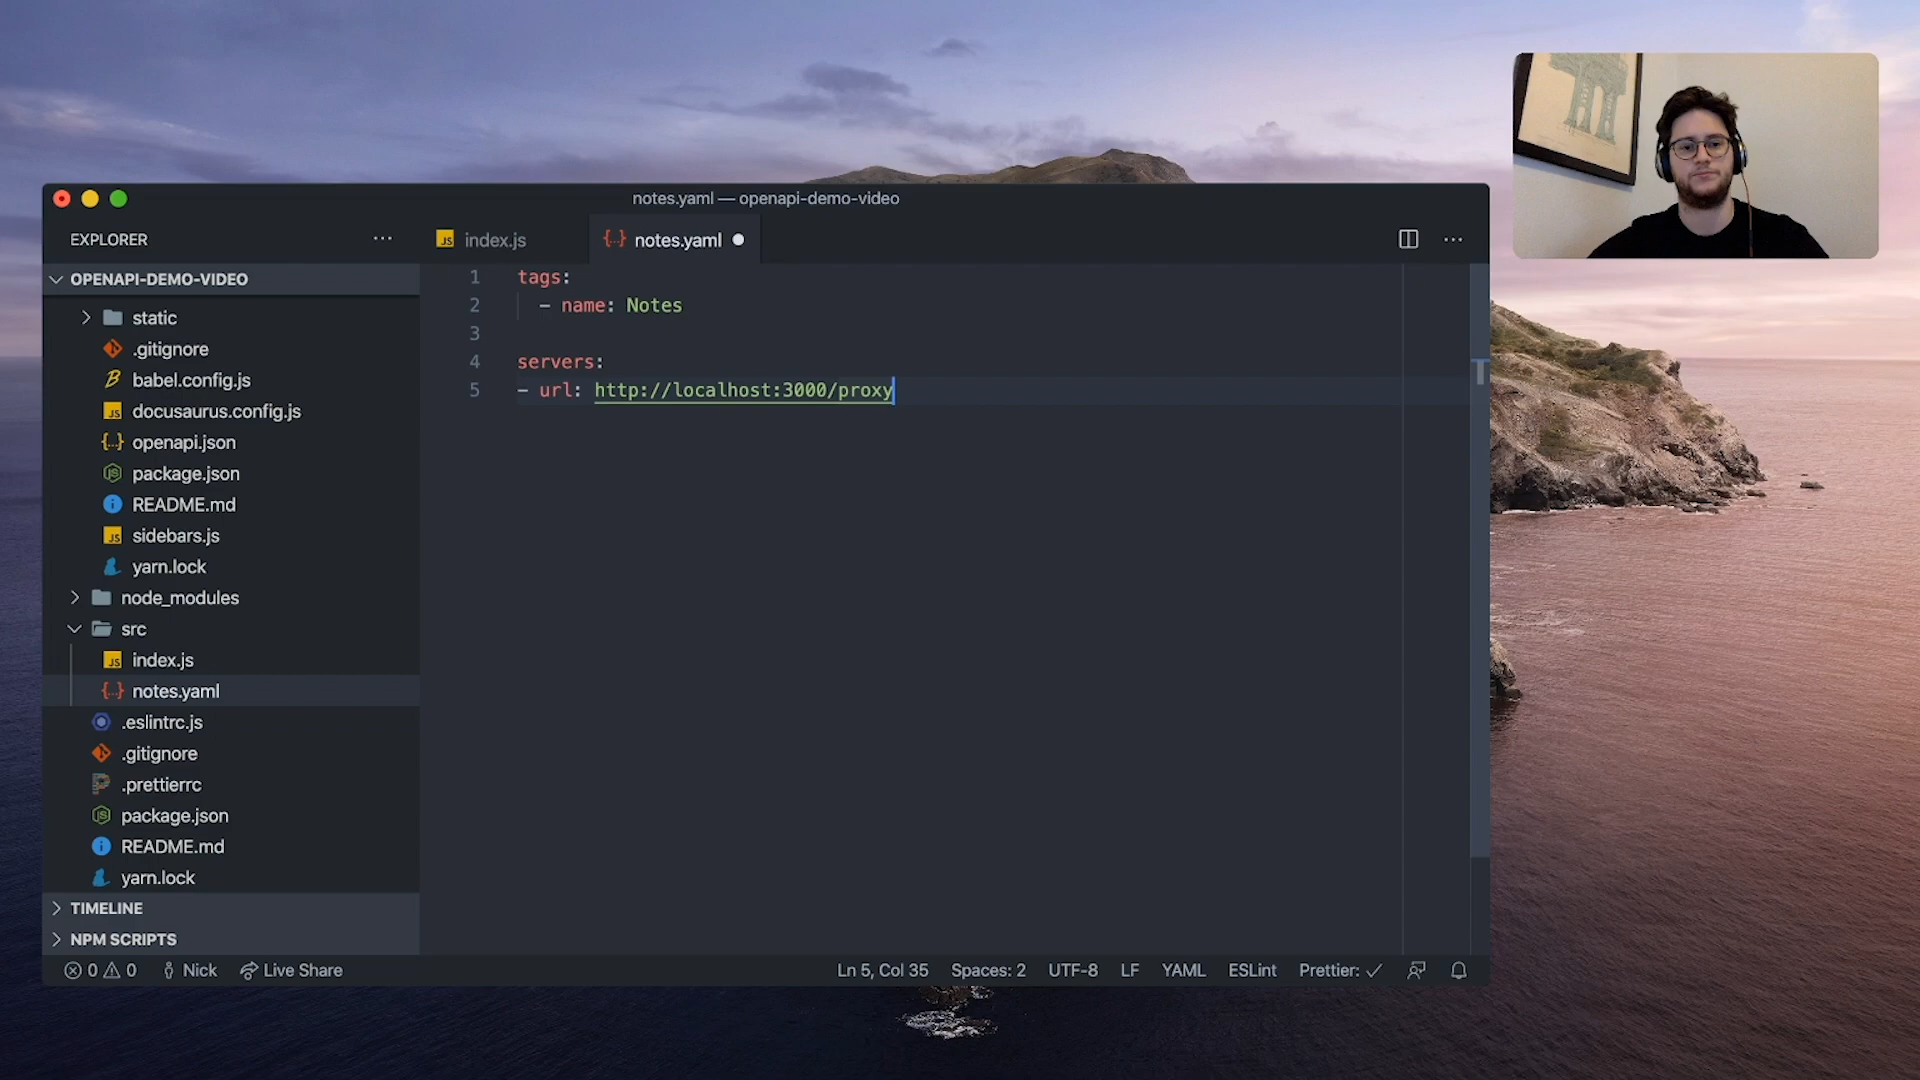 notes.yaml — openapi-demo-video
EXPLORER
index.js
notes.yaml
OPENAPI-DEMO-VIDEO
static
.gitignore
babel.config.js
docusaurus.config.js
openapi.json
package.json
README.md
sidebars.js
yarn.lock
node_modules
src
index.js
notes.yaml
.eslintrc.js
.gitignore
.prettierrc
package.json
README.md
yarn.lock
TIMELINE
NPM SCRIPTS
1 tags:
2 - name: Notes
3
4 servers:
5 - url: http://localhost:3000/proxy
0 0 Nick Live Share Ln 5, Col 35 Spaces: 2 UTF-8 LF YAML ESLint Prettier: ✓